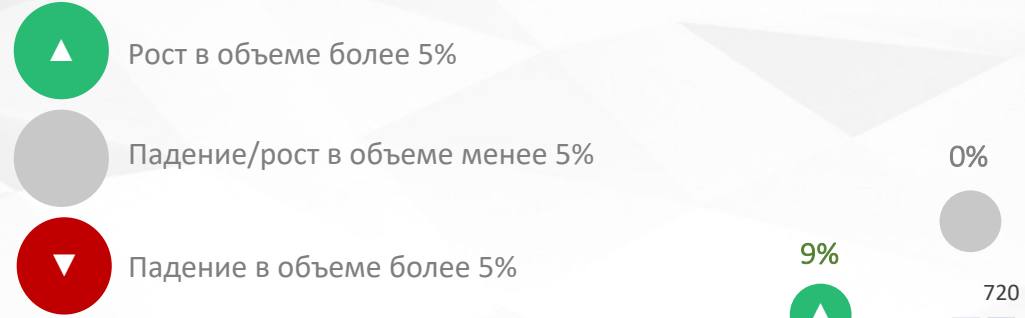 Рост в объеме более 5%
Падение/рост в объеме менее 5%
0%
Падение в объеме более 5%
9%
720